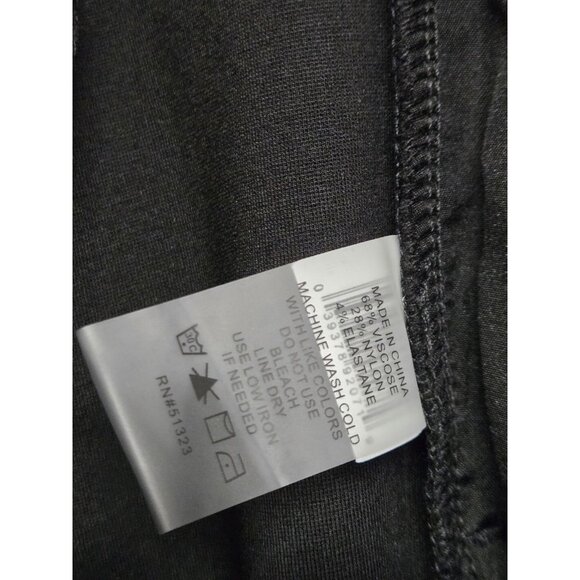 MADE IN CHINA
68% VISCOSE
28% NYLON
4% ELASTANE
MACHINE WASH COLD
WITH LIKE COLORS
DO NOT USE
BLEACH
LINE DRY
USE LOW IRON
IF NEEDED
RN#51323